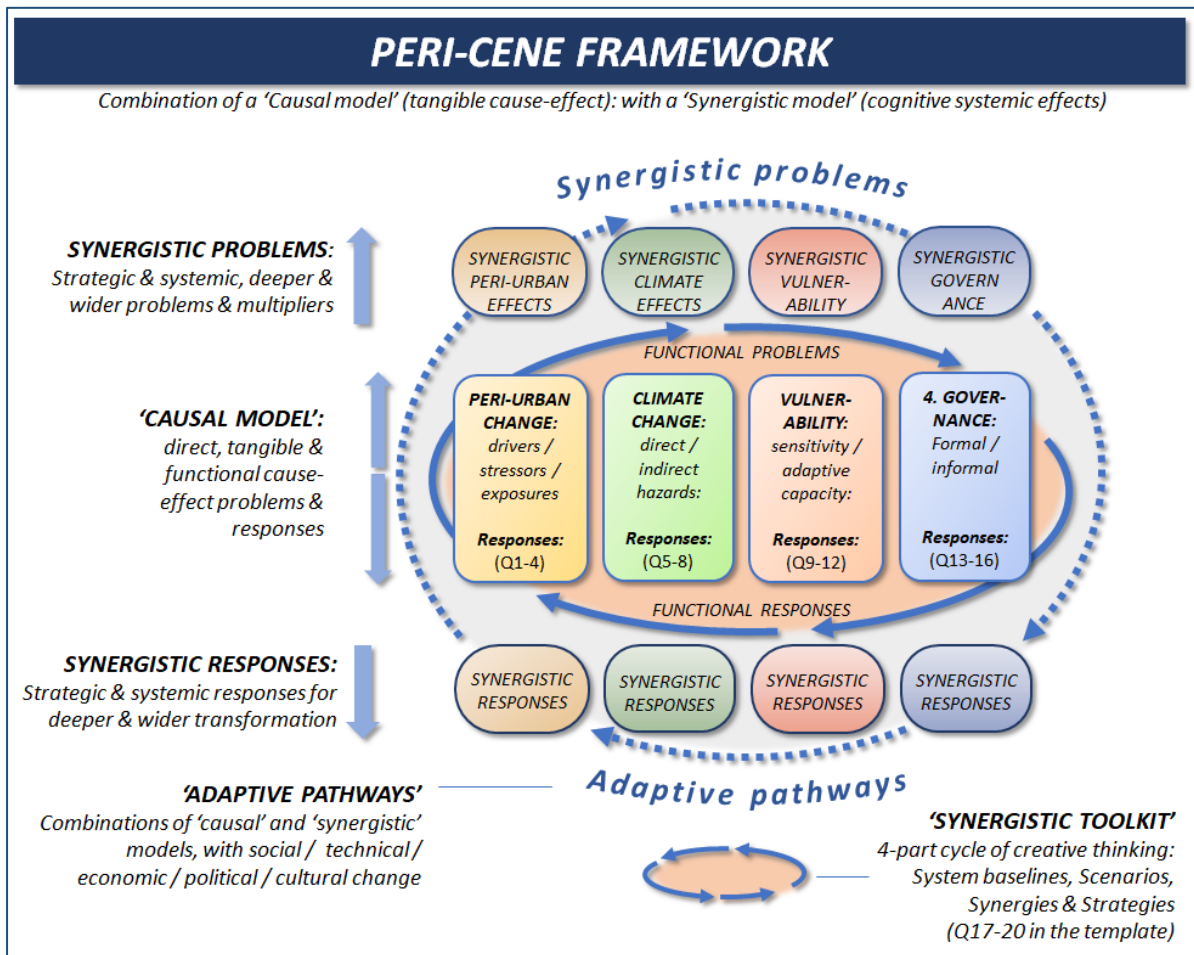 PERI-CENE FRAMEWORK
Combination of a ‘Causal model’ (tangible cause-effect): with a ‘Synergistic model’ (cognitive systemic effects)
Synergistic problems
SYNERGISTIC PROBLEMS:
Strategic & systemic, deeper &
wider problems & multipliers
SYNERGISTIC
PERI-URBAN
EFFECTS
SYNERGISTIC
CLIMATE
EFFECTS
SYNERGISTIC
VULNER-
ABILITY
SYNERGISTIC
GOVERN
ANCE
FUNCTIONAL PROBLEMS
‘CAUSAL MODEL’:
direct, tangible &
functional cause-
effect problems &
responses
PERI-URBAN
CHANGE:
drivers /
stressors /
exposures
Responses:
(Q1-4)
CLIMATE
CHANGE:
direct /
indirect
hazards:
Responses:
(Q5-8)
VULNER-
ABILITY:
sensitivity /
adaptive
capacity:
Responses:
(Q9-12)
4. GOVER-
NANCE:
Formal /
informal
Responses:
(Q13-16)
FUNCTIONAL RESPONSES
SYNERGISTIC RESPONSES:
Strategic & systemic responses for
deeper & wider transformation
SYNERGISTIC
RESPONSES
SYNERGISTIC
RESPONSES
SYNERGISTIC
RESPONSES
SYNERGISTIC
RESPONSES
Adaptive pathways
‘ADAPTIVE PATHWAYS’
Combinations of ‘causal’ and ‘synergistic’
models, with social / technical /
economic / political / cultural change
‘SYNERGISTIC TOOLKIT’
4-part cycle of creative thinking:
System baselines, Scenarios,
Synergies & Strategies
(Q17-20 in the template)